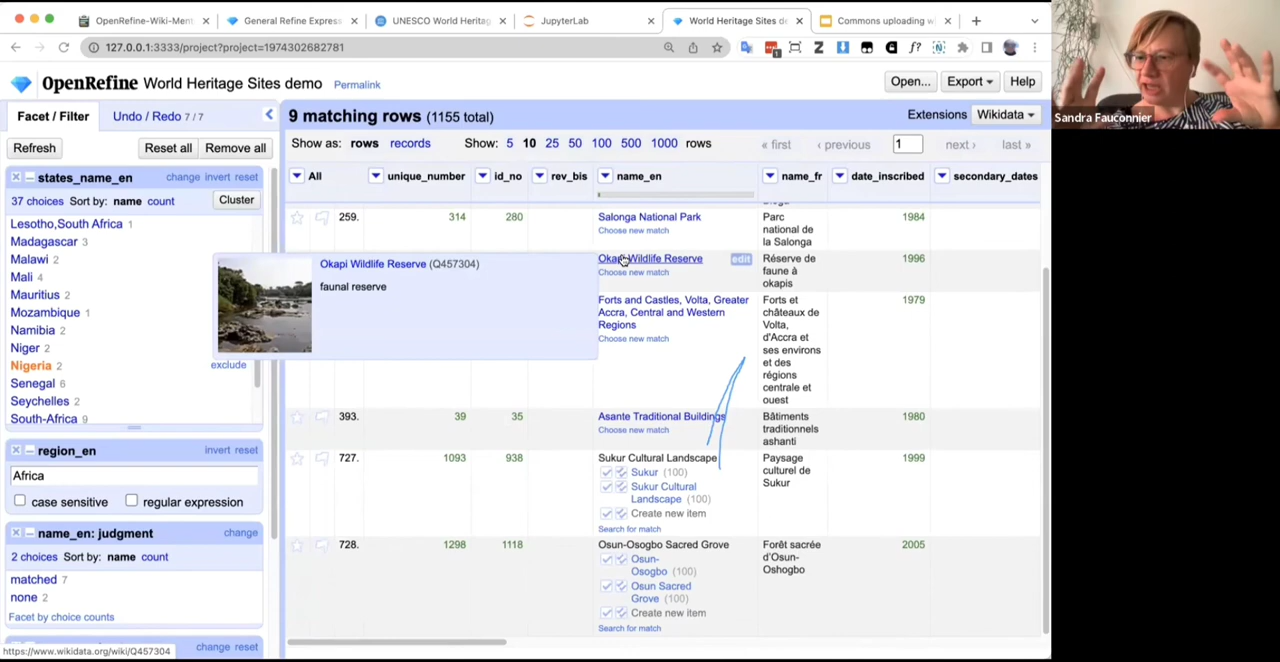 OpenRefine-Wiki-Ment
General Refine Express
UNESCO World Heritag
JupyterLab
World Heritage Sites de
Commons uploading w
127.0.0.1:3333/project?project=1974302682781
OpenRefine World Heritage Sites demo Permalink
Open... Export Help
Facet / Filter Undo / Redo 7 / 7
Refresh Reset all Remove all
states_name_en change invert reset
37 choices Sort by: name count Cluster
Lesotho,South Africa 1
Madagascar 3
Malawi 2
Mali 4
Mauritius 2
Mozambique 1
Namibia 2
Niger 2
Nigeria 2 exclude
Senegal 6
Seychelles 2
South-Africa 9
region_en invert reset
Africa
case sensitive regular expression
name_en: judgment change
2 choices Sort by: name count
matched 7
none 2
Facet by choice counts
change reset
https://www.wikidata.org/wiki/Q457304
9 matching rows (1155 total)
Extensions Wikidata
Show as: rows records Show: 5 10 25 50 100 500 1000 rows
« first ‹ previous 1 next › last »
All unique_number id_no rev_bis name_en name_fr date_inscribed secondary_dates
259. 314 280 Salonga National Park
Choose new match
Parc
national de
la Salonga
1984
Okapi Wildlife Reserve (Q457304)
faunal reserve
Okapi Wildlife Reserve edit
Choose new match
Réserve de
faune à
okapis
1996
Forts and Castles, Volta, Greater
Accra, Central and Western
Regions
Choose new match
Forts et
châteaux de
Volta,
d'Accra et
ses environs
et des
régions
centrale et
ouest
1979
393. 39 35 Asante Traditional Buildings
Choose new match
Bâtiments
traditionnels
ashanti
1980
727. 1093 938 Sukur Cultural Landscape
Sukur (100)
Sukur Cultural
Landscape (100)
Create new item
Search for match
Paysage
culturel de
Sukur
1999
728. 1298 1118 Osun-Osogbo Sacred Grove
Osun-
Osogbo (100)
Osun Sacred
Grove (100)
Create new item
Search for match
Forêt sacrée
d'Osun-
Oshogbo
2005
Sandra Fauconnier